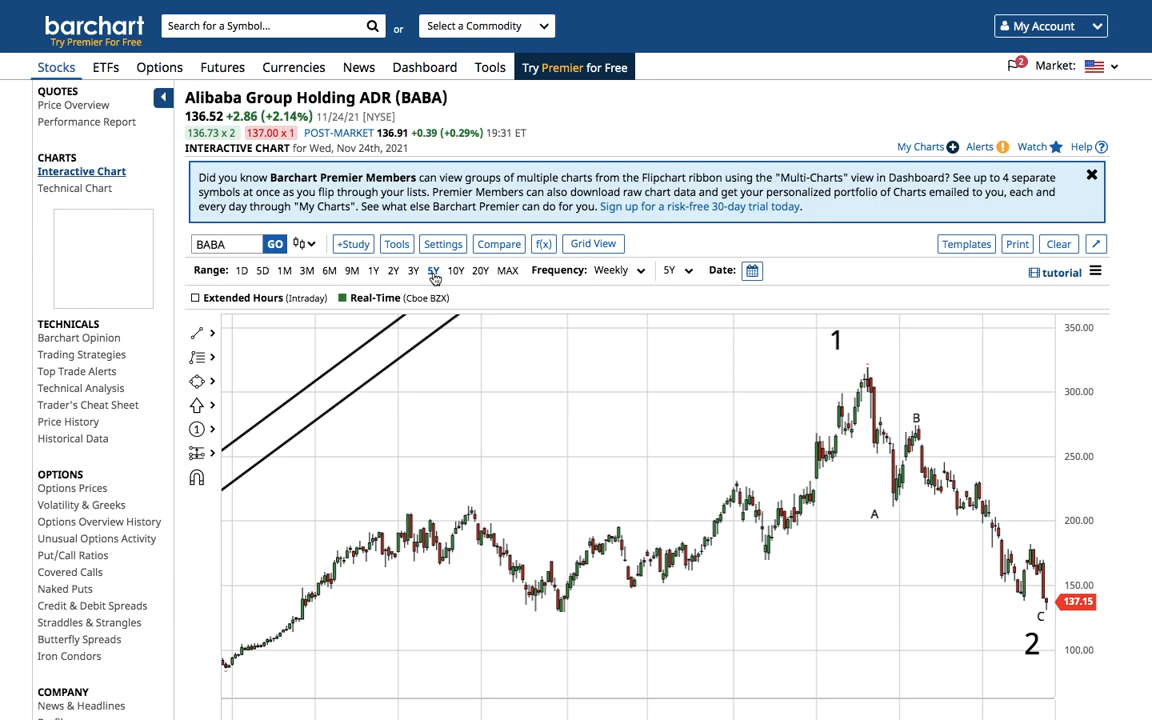 barchart
Try Premier For Free
Search for a Symbol...
or
Select a Commodity
My Account
Stocks ETFs Options Futures Currencies News Dashboard Tools Try Premier for Free
2 Market:
QUOTES
Price Overview
Performance Report
CHARTS
Interactive Chart
Technical Chart
TECHNICALS
Barchart Opinion
Trading Strategies
Top Trade Alerts
Technical Analysis
Trader's Cheat Sheet
Price History
Historical Data
OPTIONS
Options Prices
Volatility & Greeks
Options Overview History
Unusual Options Activity
Put/Call Ratios
Covered Calls
Naked Puts
Credit & Debit Spreads
Straddles & Strangles
Butterfly Spreads
Iron Condors
COMPANY
News & Headlines
Alibaba Group Holding ADR (BABA)
136.52 +2.86 (+2.14%) 11/24/21 [NYSE]
136.73 x 2 137.00 x 1 POST-MARKET 136.91 +0.39 (+0.29%) 19:31 ET
INTERACTIVE CHART for Wed, Nov 24th, 2021
My Charts Alerts Watch Help
Did you know Barchart Premier Members can view groups of multiple charts from the Flipchart ribbon using the "Multi-Charts" view in Dashboard? See up to 4 separate
symbols at once as you flip through your lists. Premier Members can also download raw chart data and get your personalized portfolio of Charts emailed to you, each and
every day through "My Charts". See what else Barchart Premier can do for you. Sign up for a risk-free 30-day trial today.
BABA GO +Study Tools Settings Compare f(x) Grid View Templates Print Clear
Range: 1D 5D 1M 3M 6M 9M 1Y 2Y 3Y 5Y 10Y 20Y MAX Frequency: Weekly 5Y Date: tutorial
Extended Hours (Intraday) Real-Time (Cboe BZX)
1
A
B
C
2
350.00
300.00
250.00
200.00
150.00
137.15
100.00